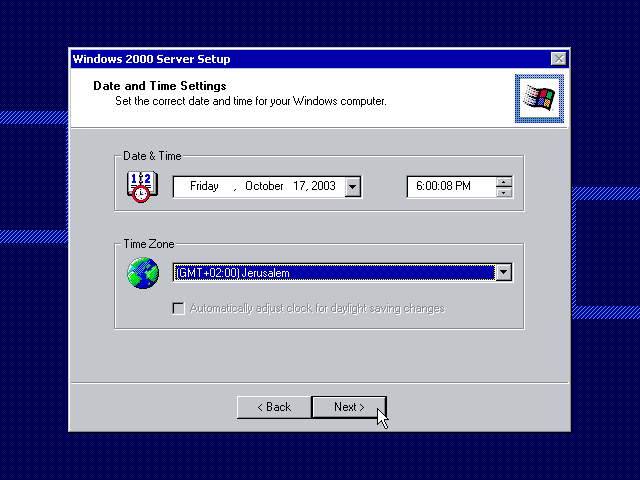 Windows 2000 Server Setup
Date and Time Settings
Set the correct date and time for your Windows computer.
Date & Time
1 2
Friday , October 17, 2003
6:00:08 PM
Time Zone
(GMT+02:00) Jerusalem
Automatically adjust clock for daylight saving changes
< Back
Next >